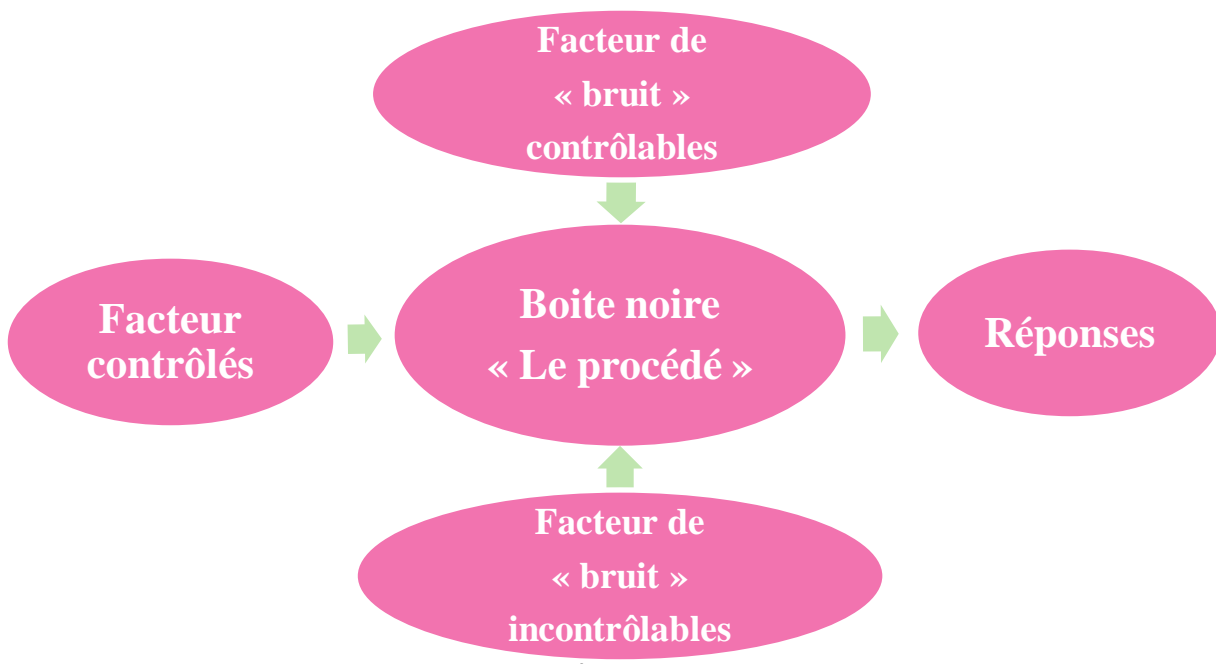 Facteur de
« bruit »
contrôlables
Facteur
contrôlés
Boite noire
« Le procédé »
Réponses
Facteur de
« bruit »
incontrôlables